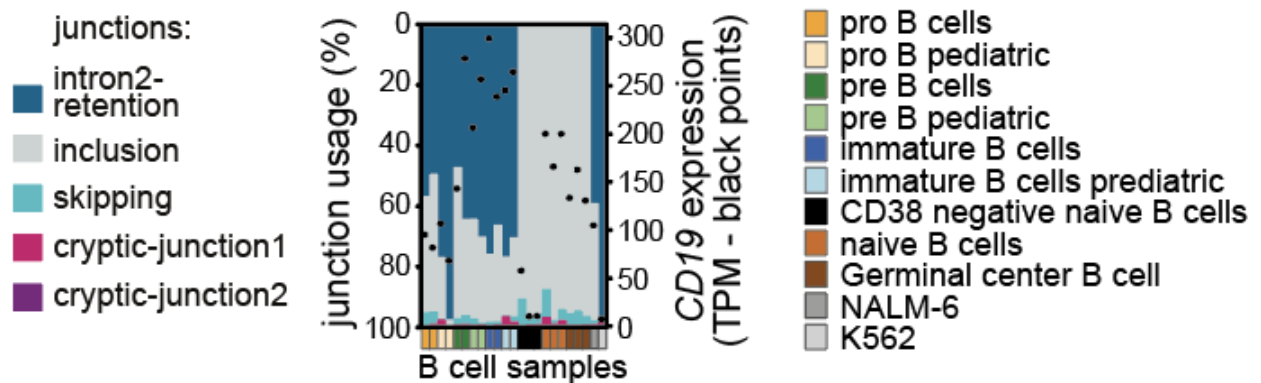 junctions:
intron2-
retention
inclusion
skipping
cryptic-junction1
cryptic-junction2
junction usage (%)
0
20
40
60
80
100
300
250
200
150
100
50
0
CD19 expression
(TPM - black points)
B cell samples
pro B cells
pro B pediatric
pre B cells
pre B pediatric
immature B cells
immature B cells prediatric
CD38 negative naive B cells
naive B cells
Germinal center B cell
NALM-6
K562